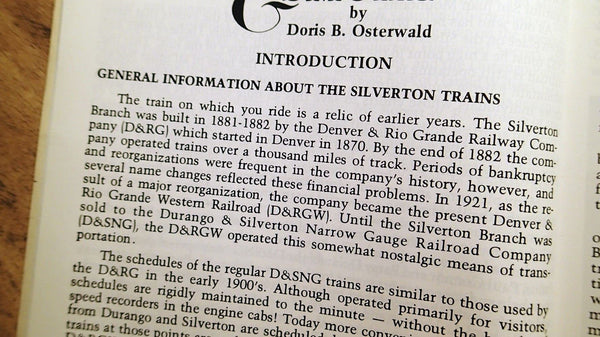 by
Doris B. Osterwald
INTRODUCTION
GENERAL INFORMATION ABOUT THE SILVERTON TRAINS
The train on which you ride is a relic of earlier years. The Silverton
Branch was built in 1881-1882 by the Denver & Rio Grande Railway Com-
pany (D&RG) which started in Denver in 1870. By the end of 1882 the com-
pany operated trains over a thousand miles of track. Periods of bankruptcy
and reorganizations were frequent in the company's history, however, and
several name changes reflected these financial problems. In 1921, as the re-
sult of a major reorganization, the company became the present Denver &
Rio Grande Western Railroad (D&RGW). Until the Silverton Branch was
sold to the Durango & Silverton Narrow Gauge Railroad Company
(D&SNG), the D&RGW operated this somewhat nostalgic means of trans-
portation.
The schedules of the regular D&SNG trains are similar to those used by
the D&RG in the early 1900's. Although operated primarily for visitors,
schedules are rigidly maintained to the minute — without the
speed recorders in the engine cabs! Today more
from Durango and Silverton are scheduled
trains at those points are